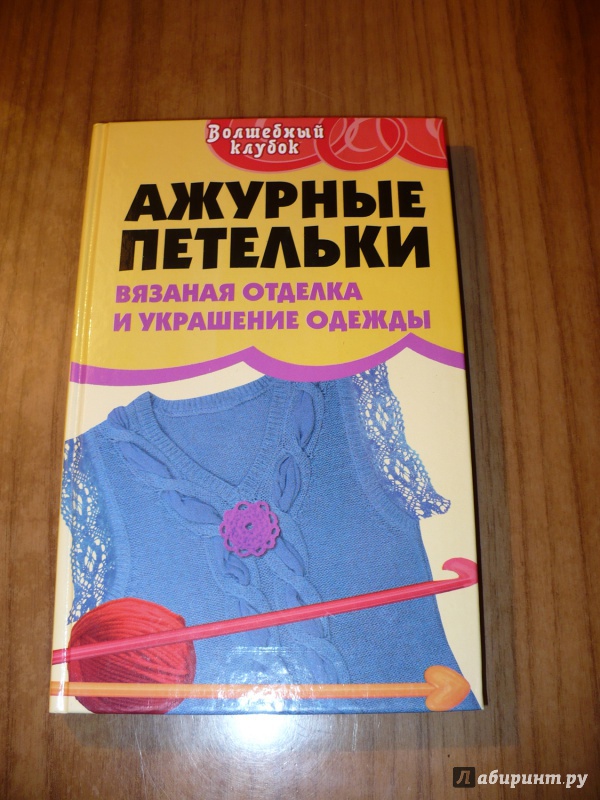 Волшебный
клубок
АЖУРНЫЕ
ПЕТЕЛЬКИ
ВЯЗАНАЯ ОТДЕЛКА
И УКРАШЕНИЕ ОДЕЖДЫ
Лабиринт.ру